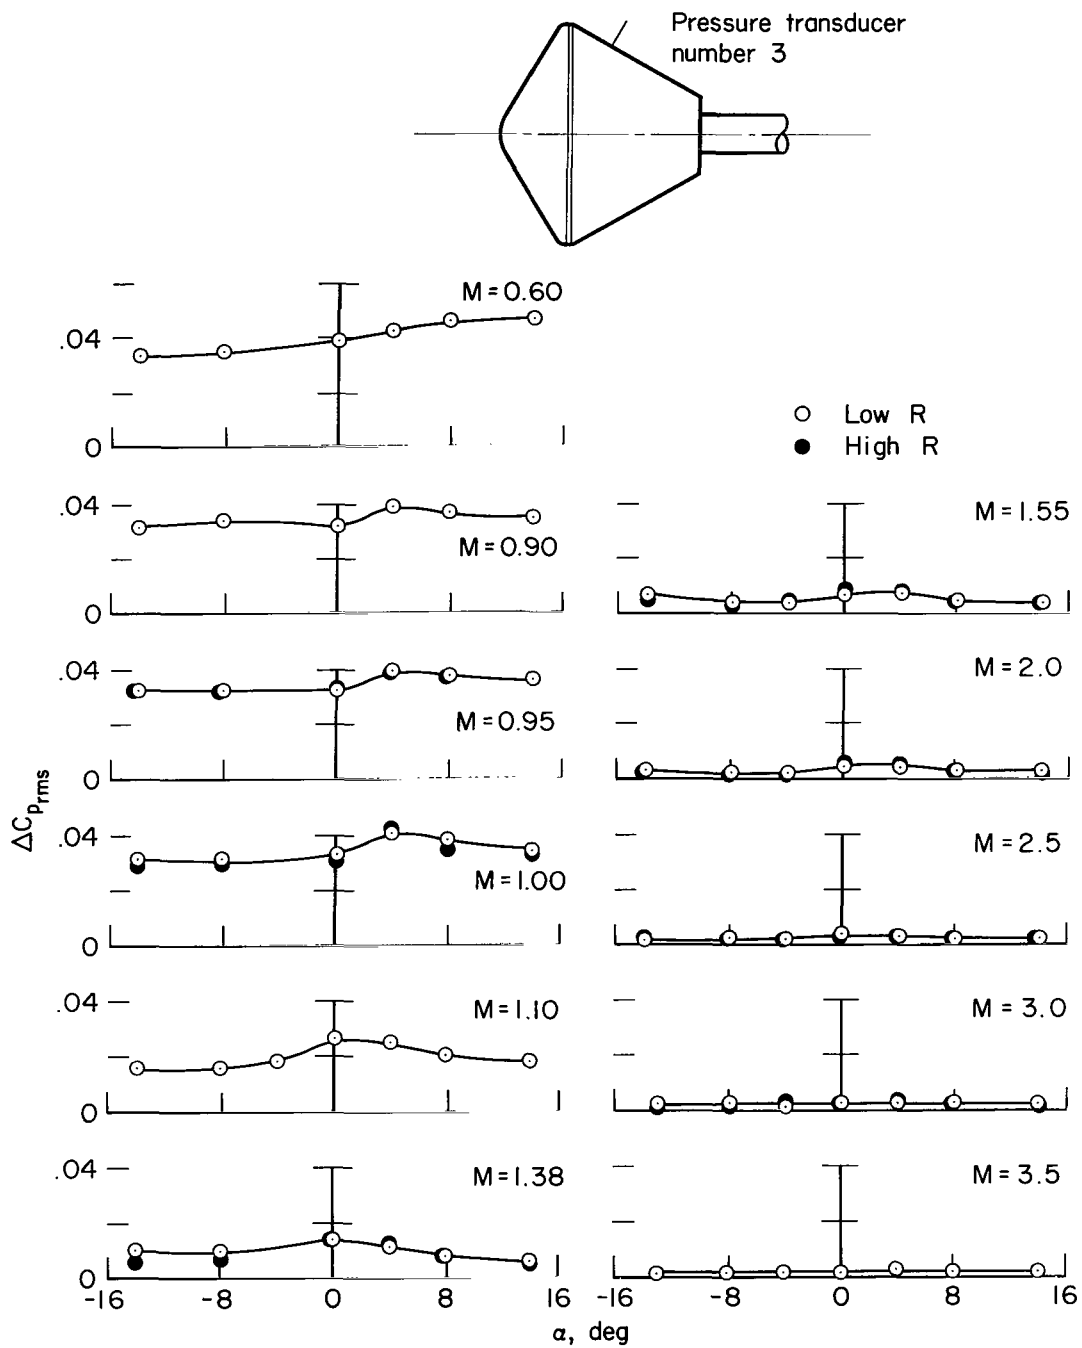 Pressure transducer
number 3
M = 0.60
.04
0
Low R
High R
.04
M = 0.90
0
M = 1.55
.04
M = 0.95
0
M = 2.0
ΔCp rms
.04
M = 1.00
0
M = 2.5
.04
M = 1.10
0
M = 3.0
.04
M = 1.38
0
M = 3.5
-16 -8 0 8 16
-16 -8 0 8 16
α, deg